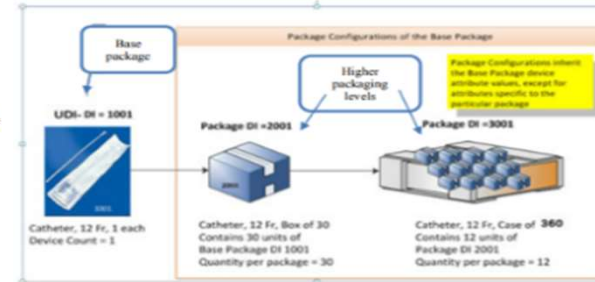 Package Configurations of the Base Package
Base
package
Higher
packaging
levels
Package Configurations inherit
the Base Package device
attribute values, except for
attributes specific to the
particular package
UDI- DI = 1001
Package DI =2001
Package DI =3001
Catheter, 12 Fr, 1 each
Device Count = 1
Catheter, 12 Fr, Box of 30
Contains 30 units of
Base Package DI 1001
Quantity per package = 30
Catheter, 12 Fr, Case of 360
Contains 12 units of
Package DI 2001
Quantity per package = 12